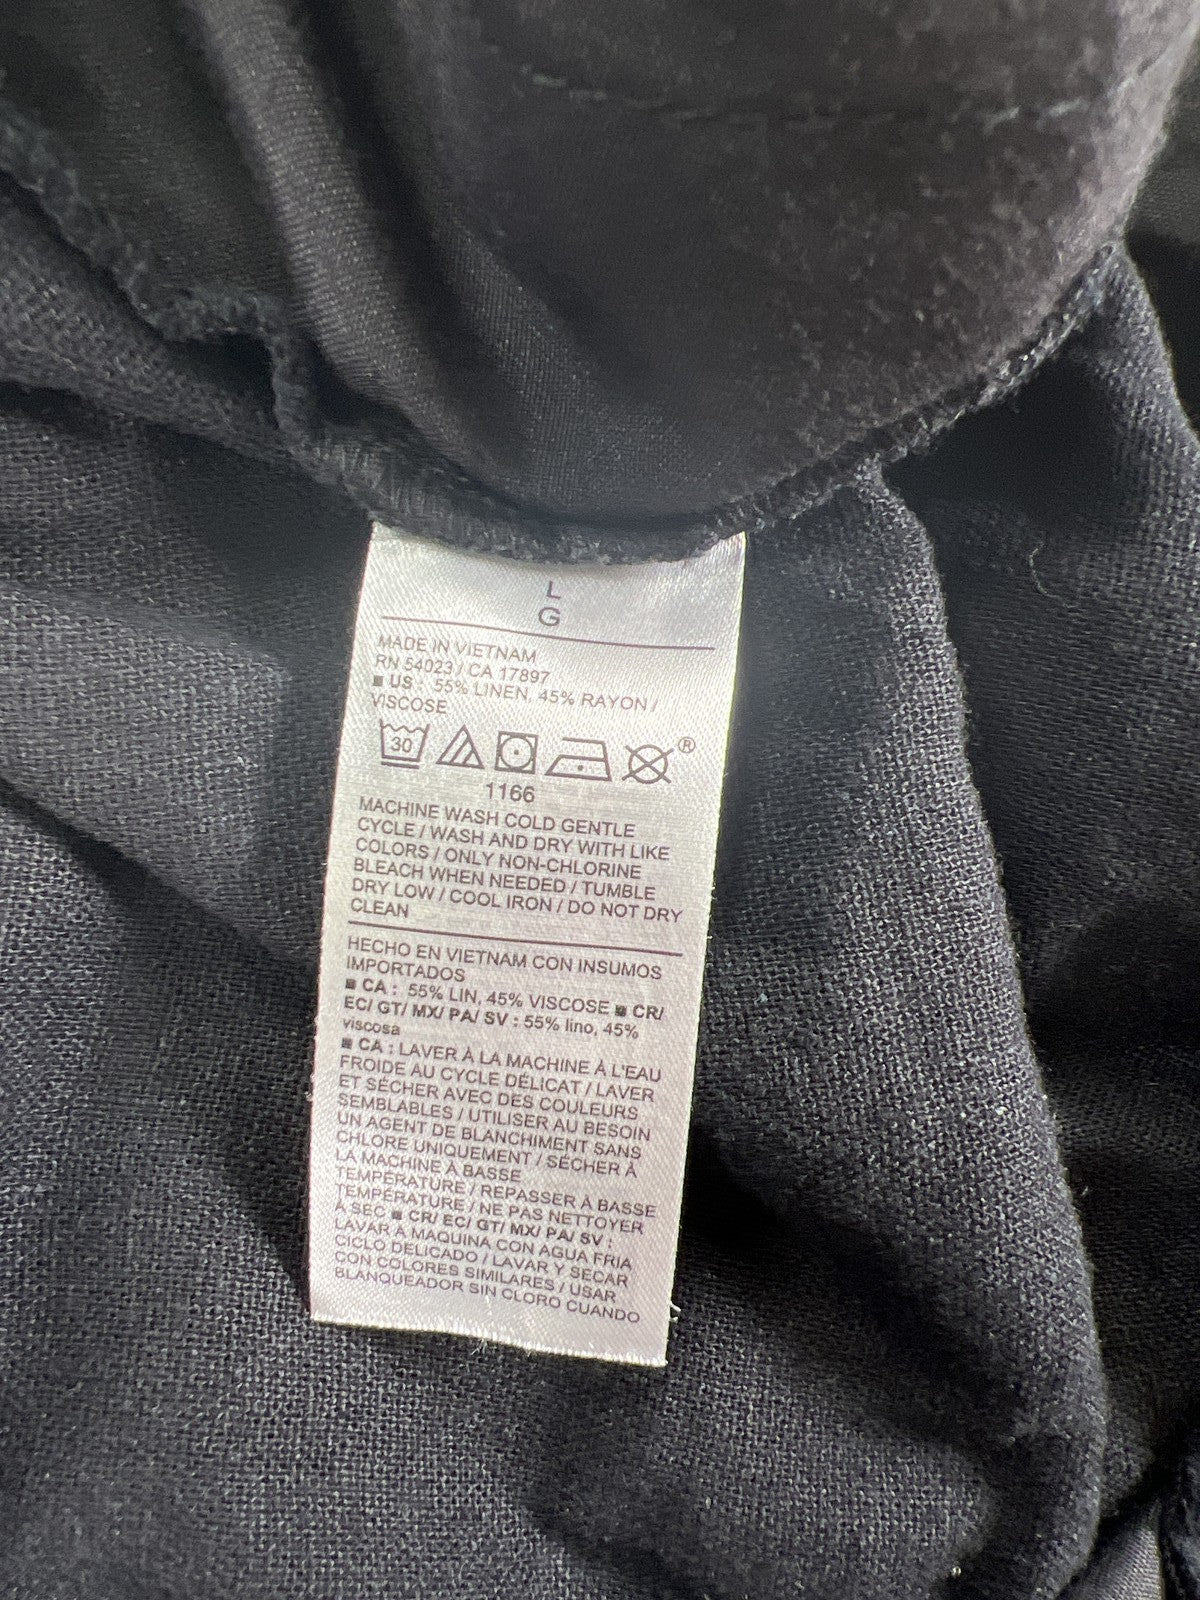 L
G
MADE IN VIETNAM
RN 54023 / CA 17897
■ US : 55% LINEN, 45% RAYON /
VISCOSE
30 ®
1166
MACHINE WASH COLD GENTLE
CYCLE / WASH AND DRY WITH LIKE
COLORS / ONLY NON-CHLORINE
BLEACH WHEN NEEDED / TUMBLE
DRY LOW / COOL IRON / DO NOT DRY
CLEAN
HECHO EN VIETNAM CON INSUMOS
IMPORTADOS
■ CA : 55% LIN, 45% VISCOSE ■ CR/
EC/ GT/ MX/ PA/ SV : 55% lino, 45%
viscosa
■ CA : LAVER À LA MACHINE À L'EAU
FROIDE AU CYCLE DÉLICAT / LAVER
ET SÉCHER AVEC DES COULEURS
SEMBLABLES / UTILISER AU BESOIN
UN AGENT DE BLANCHIMENT SANS
CHLORE UNIQUEMENT / SÉCHER À
LA MACHINE À BASSE
TEMPÉRATURE / REPASSER À BASSE
TEMPÉRATURE / NE PAS NETTOYER
À SEC ■ CR/ EC/ GT/ MX/ PA/ SV :
LAVAR A MAQUINA CON AGUA FRIA
CICLO DELICADO / LAVAR Y SECAR
CON COLORES SIMILARES / USAR
BLANQUEADOR SIN CLORO CUANDO